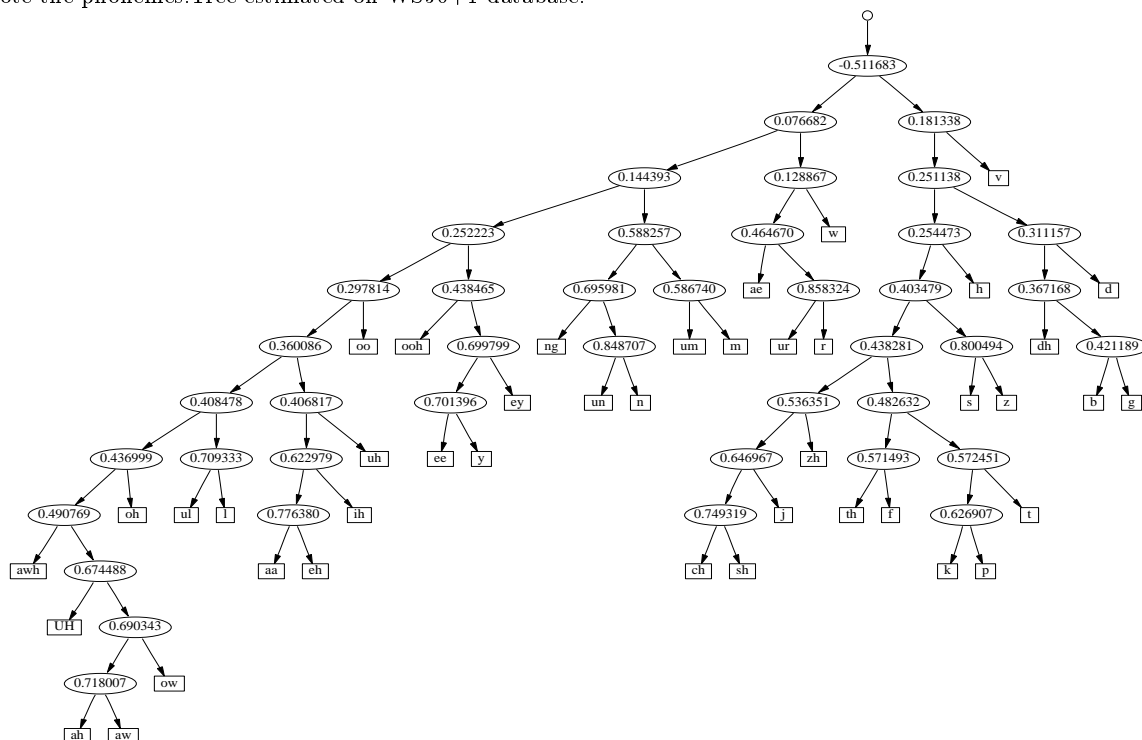 ote the phonemes.Tree estimated on WSJ0+1 database.
-0.511683
0.076682 0.181338
0.144393 0.128867 0.251138 v
0.252223 0.588257 0.464670 w 0.254473 0.311157
0.297814 0.438465 0.695981 0.586740 ae 0.858324 0.403479 h 0.367168 d
0.360086 oo ooh 0.699799 ng 0.848707 um m ur r 0.438281 0.800494 dh 0.421189
0.408478 0.406817 0.701396 ey un n 0.536351 0.482632 s z b g
0.436999 0.709333 0.622979 uh ee y 0.646967 zh 0.571493 0.572451
0.490769 oh ul l 0.776380 ih 0.749319 j th f 0.626907 t
awh 0.674488 aa eh ch sh k p
UH 0.690343
0.718007 ow
ah aw